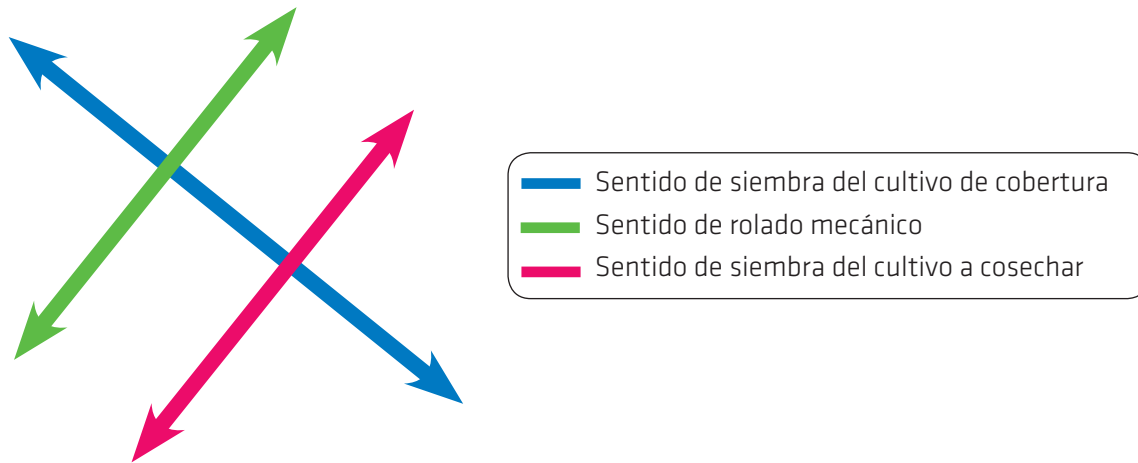 Sentido de siembra del cultivo de cobertura
Sentido de rolado mecánico
Sentido de siembra del cultivo a cosechar